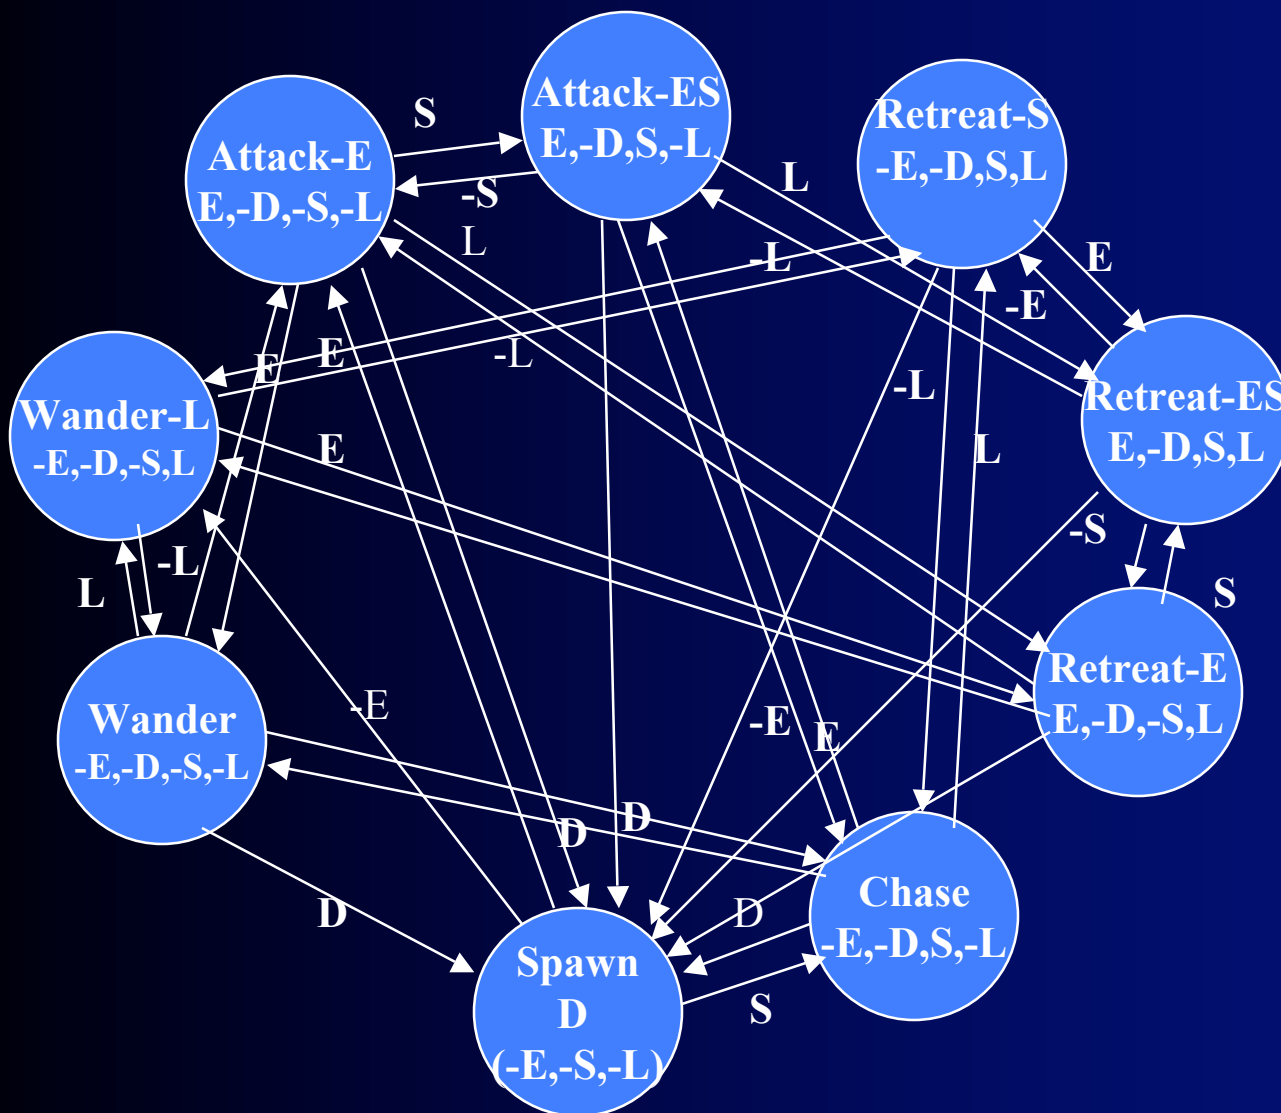 Attack-ES
E,-D,S,-L
Retreat-S
-E,-D,S,L
S
Attack-E
E,-D,-S,-L
-S
L
L
-L
E
-E
E
E
-L
-L
Retreat-ES
E,-D,S,L
Wander-L
-E,-D,-S,L
E
L
-S
-L
L
S
Retreat-E
E,-D,-S,L
Wander
-E,-D,-S,-L
-E
-E
E
D
D
D
D
Chase
-E,-D,S,-L
Spawn
D
(-E,-S,-L)
S